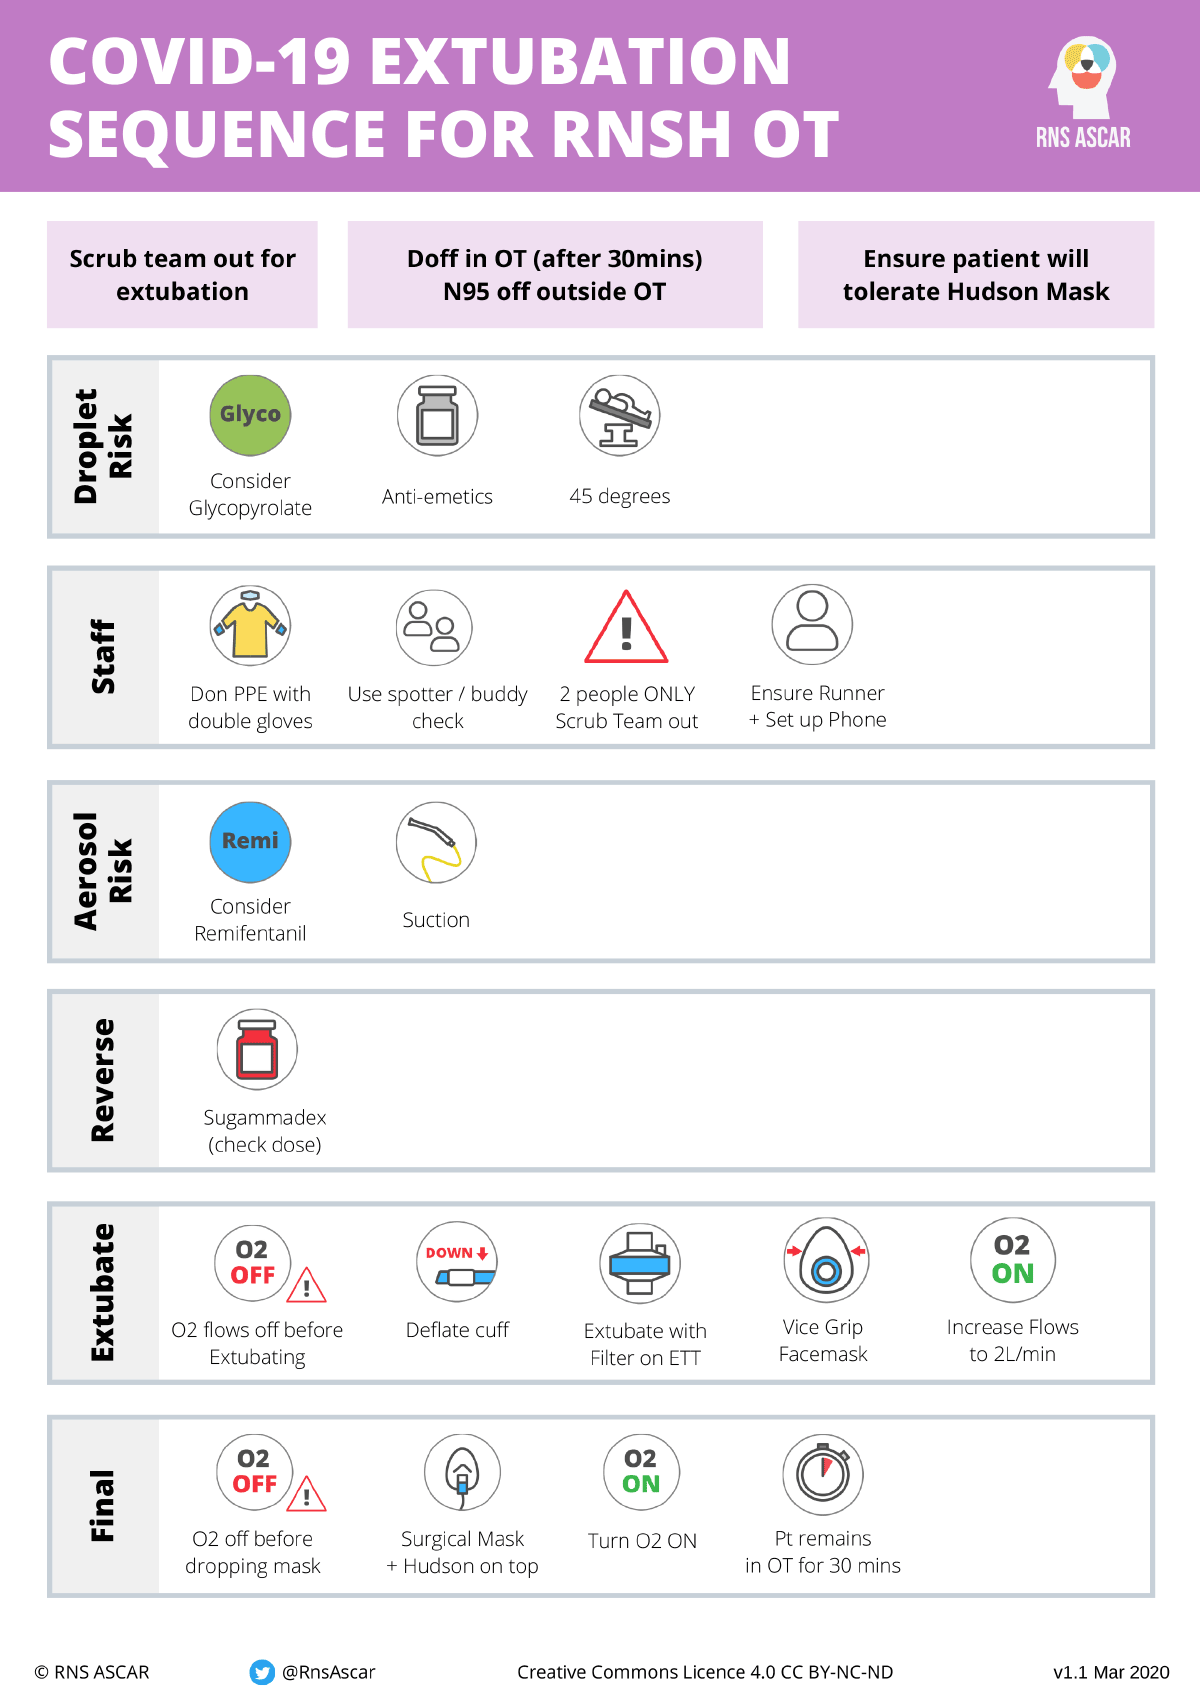 COVID-19 EXTUBATION
SEQUENCE FOR RNSH OT
RNS ASCAR
Scrub team out for
extubation
Doff in OT (after 30mins)
N95 off outside OT
Ensure patient will
tolerate Hudson Mask
Droplet
Risk
Glyco
Consider
Glycopyrolate
Anti-emetics
45 degrees
Staff
Don PPE with
double gloves
Use spotter / buddy
check
!
2 people ONLY
Scrub Team out
Ensure Runner
+ Set up Phone
Aerosol
Risk
Remi
Consider
Remifentanil
Suction
Reverse
Sugammadex
(check dose)
Extubate
O2
OFF
!
O2 flows off before
Extubating
DOWN
Deflate cuff
Extubate with
Filter on ETT
Vice Grip
Facemask
O2
ON
Increase Flows
to 2L/min
Final
O2
OFF
!
O2 off before
dropping mask
Surgical Mask
+ Hudson on top
O2
ON
Turn O2 ON
Pt remains
in OT for 30 mins
© RNS ASCAR
@RnsAscar
Creative Commons Licence 4.0 CC BY-NC-ND
v1.1 Mar 2020